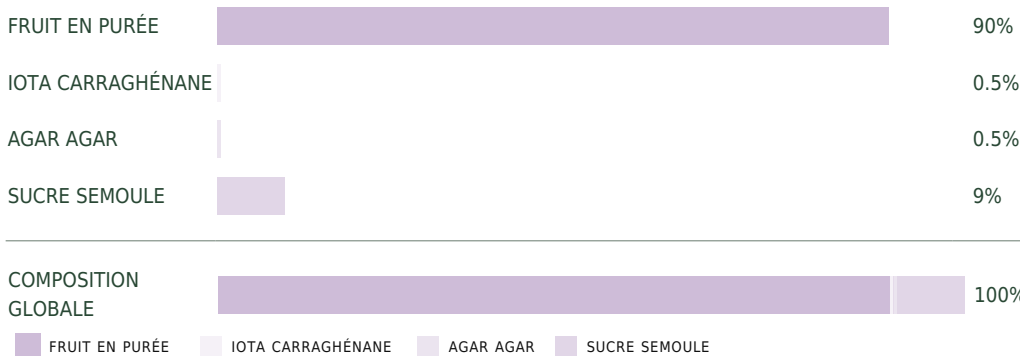 FRUIT EN PURÉE 90%
IOTA CARRAGHÉNANE 0.5%
AGAR AGAR 0.5%
SUCRE SEMOULE 9%
COMPOSITION
GLOBALE 100%
FRUIT EN PURÉE IOTA CARRAGHÉNANE AGAR AGAR SUCRE SEMOULE